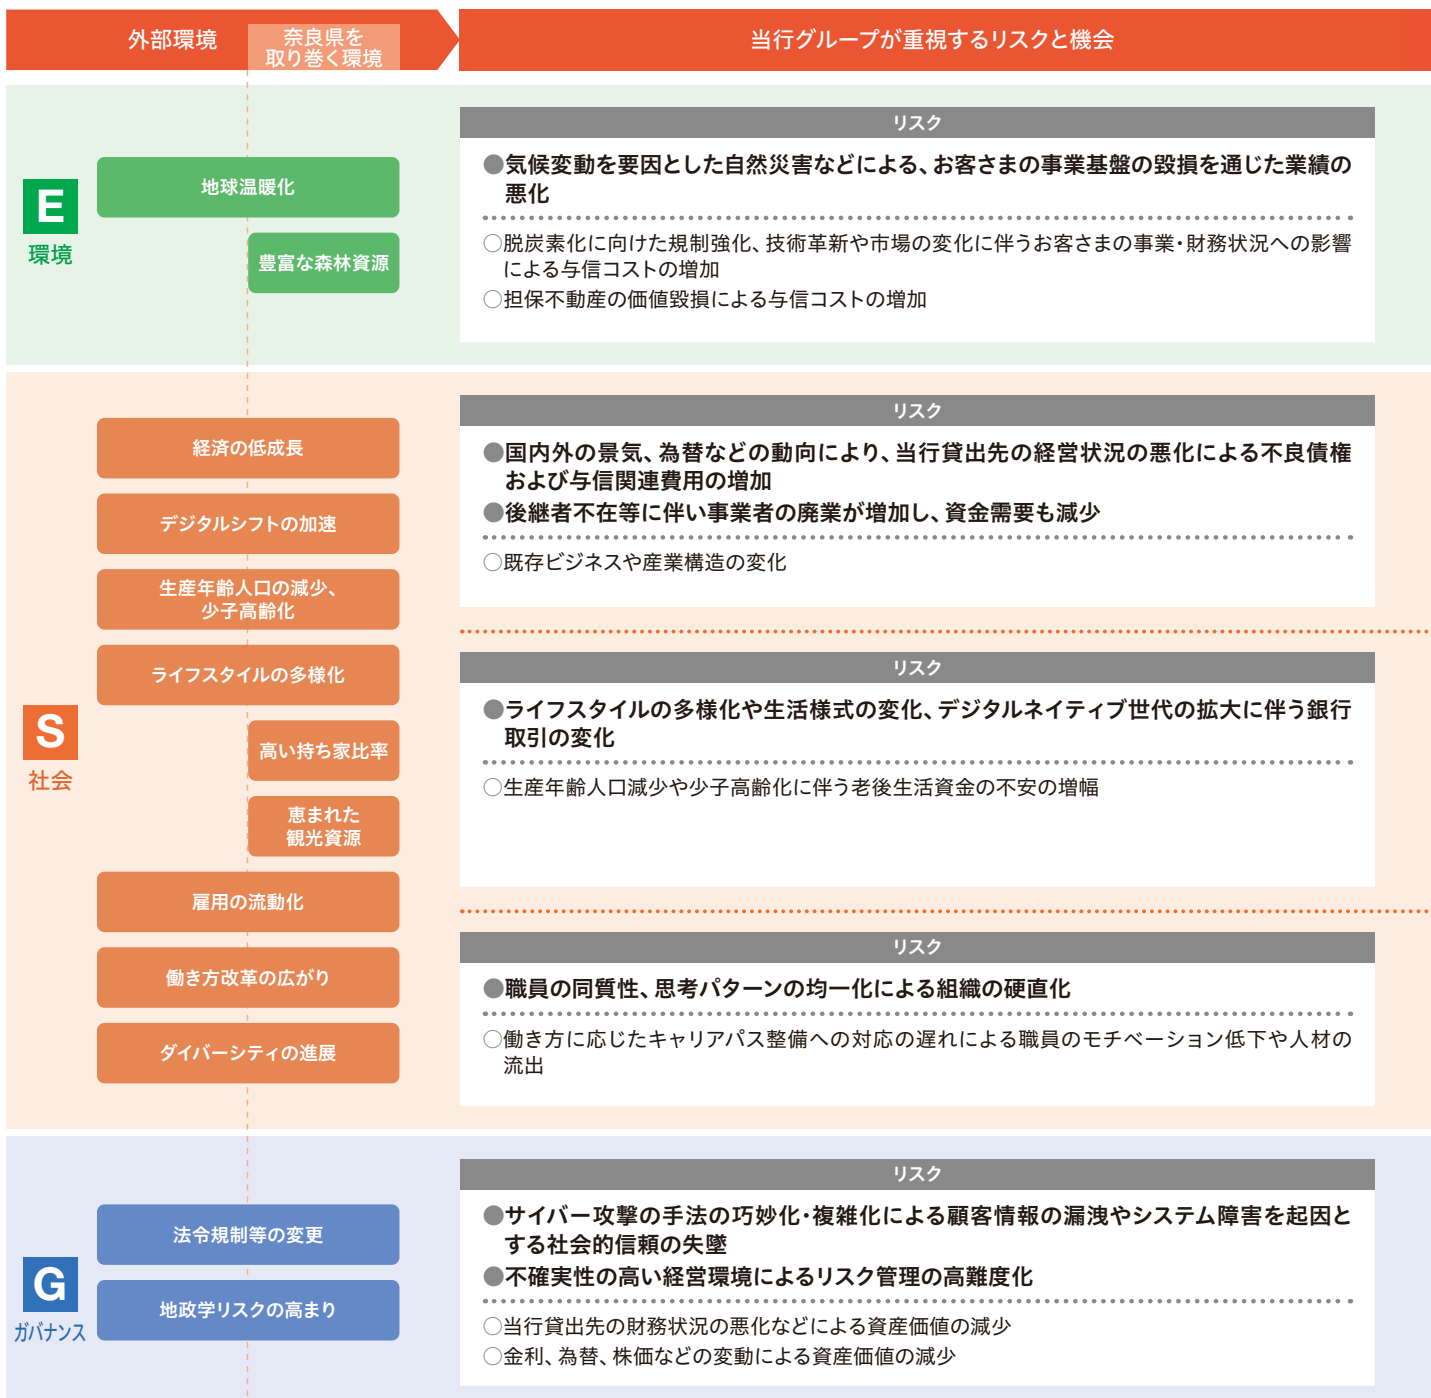 外部環境
奈良県を
取り巻く環境
当行グループが重視するリスクと機会
E
環境
地球温暖化
豊富な森林資源
リスク
●気候変動を要因とした自然災害などによる、お客さまの事業基盤の毀損を通じた業績の
悪化
○脱炭素化に向けた規制強化、技術革新や市場の変化に伴うお客さまの事業・財務状況への影響
による与信コストの増加
○担保不動産の価値毀損による与信コストの増加
S
社会
経済の低成長
デジタルシフトの加速
生産年齢人口の減少、
少子高齢化
ライフスタイルの多様化
高い持ち家比率
恵まれた
観光資源
雇用の流動化
働き方改革の広がり
ダイバーシティの進展
リスク
●国内外の景気、為替などの動向により、当行貸出先の経営状況の悪化による不良債権
および与信関連費用の増加
●後継者不在等に伴い事業者の廃業が増加し、資金需要も減少
○既存ビジネスや産業構造の変化
リスク
●ライフスタイルの多様化や生活様式の変化、デジタルネイティブ世代の拡大に伴う銀行
取引の変化
○生産年齢人口減少や少子高齢化に伴う老後生活資金の不安の増幅
リスク
●職員の同質性、思考パターンの均一化による組織の硬直化
○働き方に応じたキャリアパス整備への対応の遅れによる職員のモチベーション低下や人材の
流出
G
ガバナンス
法令規制等の変更
地政学リスクの高まり
リスク
●サイバー攻撃の手法の巧妙化・複雑化による顧客情報の漏洩やシステム障害を起因と
する社会的信頼の失墜
●不確実性の高い経営環境によるリスク管理の高難度化
○当行貸出先の財務状況の悪化などによる資産価値の減少
○金利、為替、株価などの変動による資産価値の減少